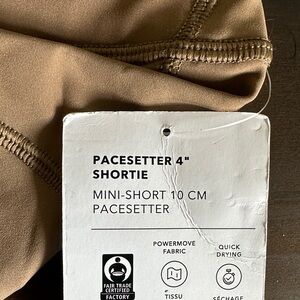 PACESETTER 4"
SHORTIE
MINI-SHORT 10 CM
PACESETTER
POWERMOVE
FABRIC
QUICK
DRYING
TISSU
SÉCHAGE
FAIR TRADE
CERTIFIED
FACTORY